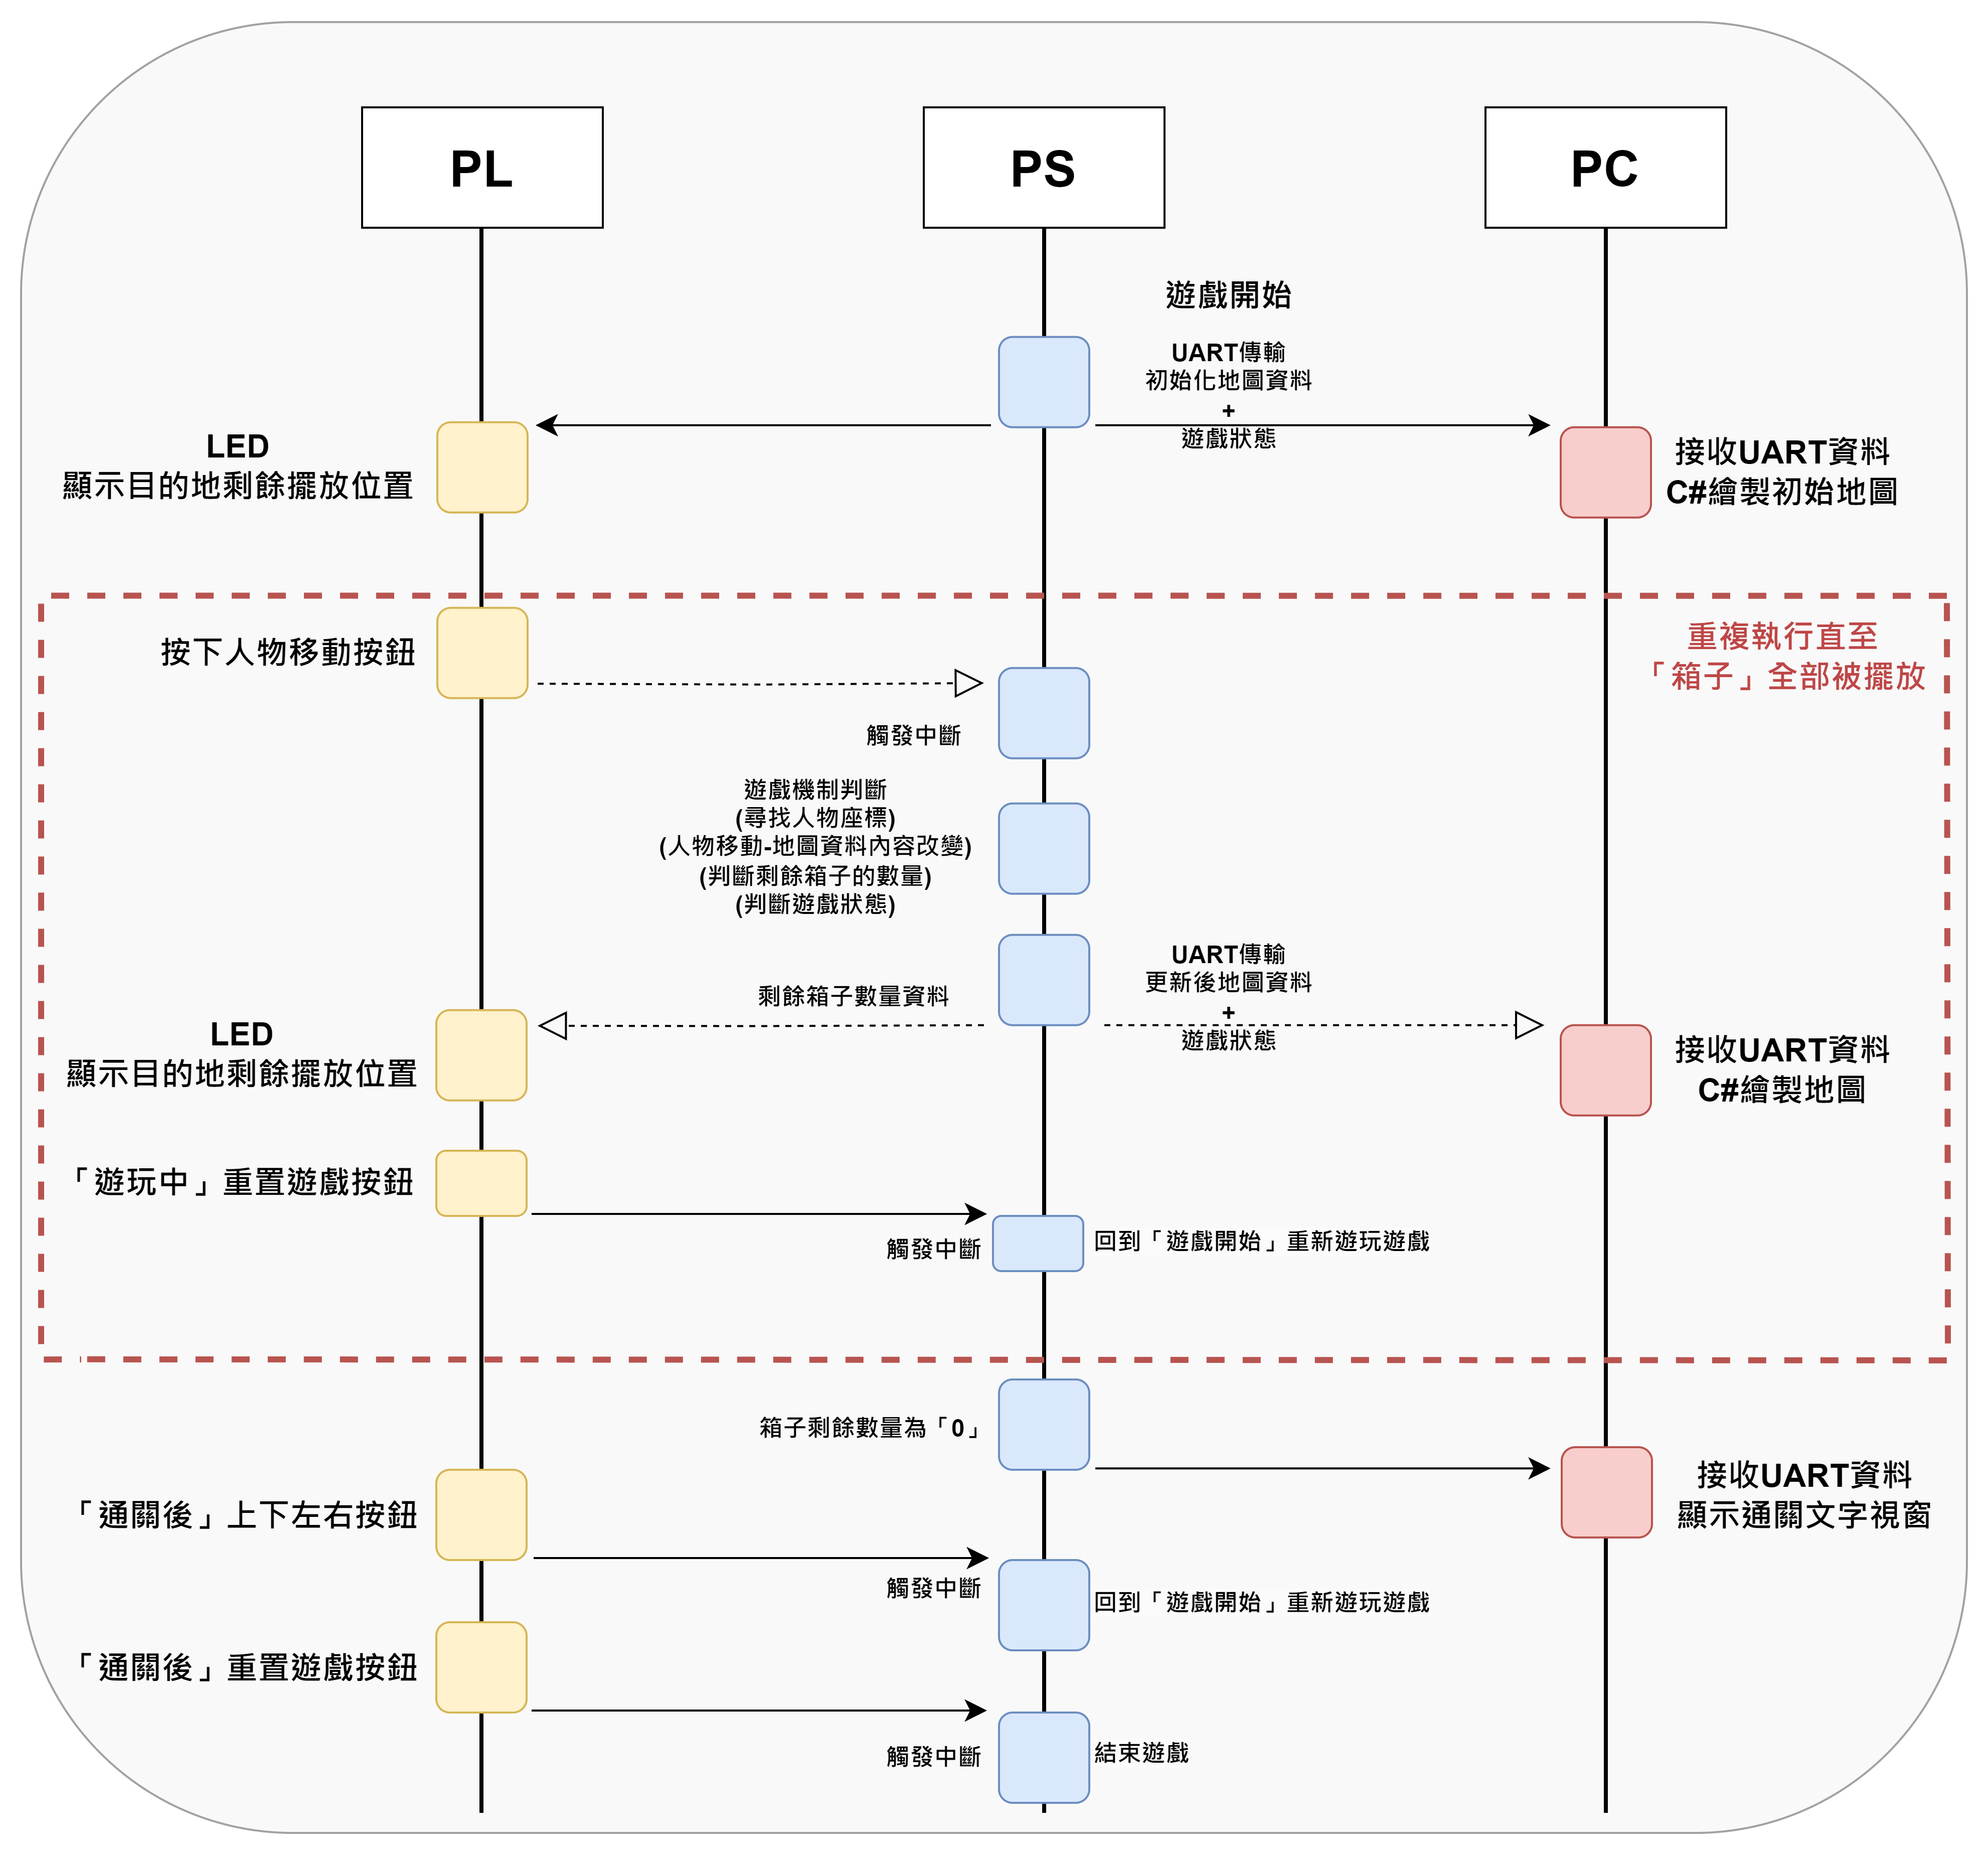 PL
PS
PC
遊戲開始
UART傳輸
初始化地圖資料
+
遊戲狀態
LED
顯示目的地剩餘擺放位置
接收UART資料
C#繪製初始地圖
按下人物移動按鈕
重複執行直至
「箱子」全部被擺放
觸發中斷
遊戲機制判斷
(尋找人物座標)
(人物移動-地圖資料內容改變)
(判斷剩餘箱子的數量)
(判斷遊戲狀態)
剩餘箱子數量資料
UART傳輸
更新後地圖資料
+
遊戲狀態
LED
顯示目的地剩餘擺放位置
接收UART資料
C#繪製地圖
「遊玩中」重置遊戲按鈕
觸發中斷
回到「遊戲開始」重新遊玩遊戲
箱子剩餘數量為「0」
接收UART資料
顯示通關文字視窗
「通關後」上下左右按鈕
觸發中斷
回到「遊戲開始」重新遊玩遊戲
「通關後」重置遊戲按鈕
觸發中斷
結束遊戲